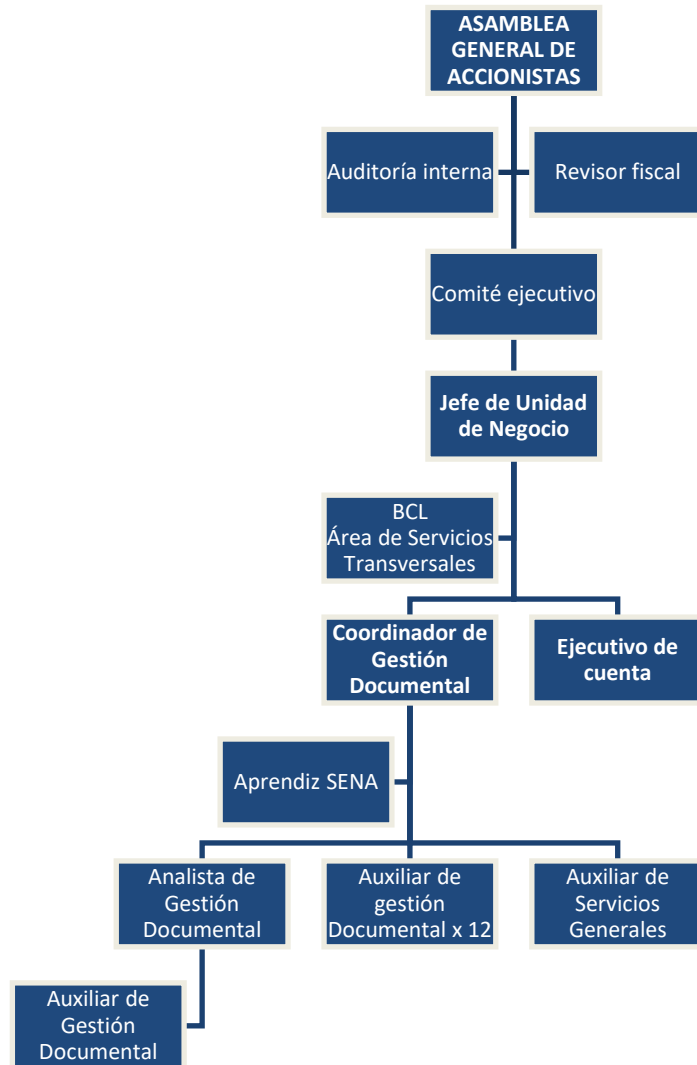 ASAMBLEA
GENERAL DE
ACCIONISTAS
Auditoría interna
Revisor fiscal
Comité ejecutivo
Jefe de Unidad
de Negocio
BCL
Área de Servicios
Transversales
Coordinador de
Gestión
Documental
Ejecutivo de
cuenta
Aprendiz SENA
Analista de
Gestión
Documental
Auxiliar de
gestión
Documental x 12
Auxiliar de
Servicios
Generales
Auxiliar de
Gestión
Documental